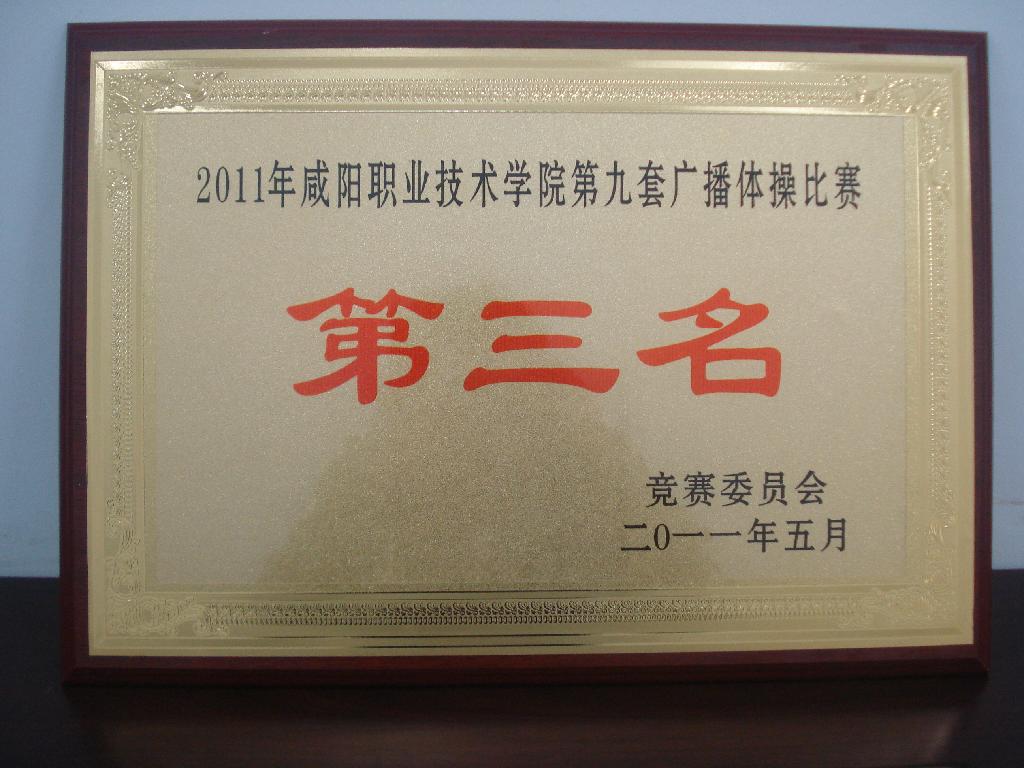 2011年咸阳职业技术学院第九套广播体操比赛
第三名
竞赛委员会
二0一一年五月